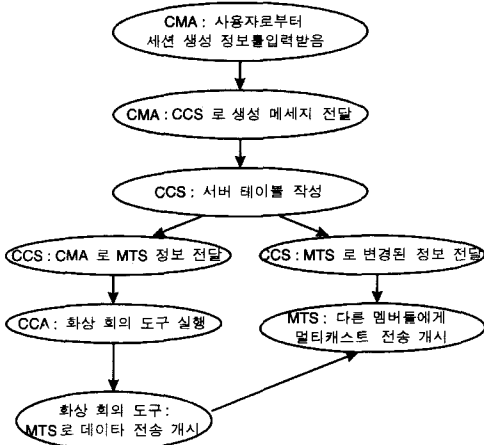 CMA : 사용자로부터
세션 생성 정보를입력받음
CMA : CCS 로 생성 메세지 전달
CCS : 서버 테이블 작성
CCS : CMA 로 MTS 정보 전달
CCS : MTS 로 변경된 정보 전달
CCA : 화상 회의 도구 실행
MTS : 다른 멤버들에게
멀티캐스트 전송 개시
화상 회의 도구 :
MTS로 데이타 전송 개시